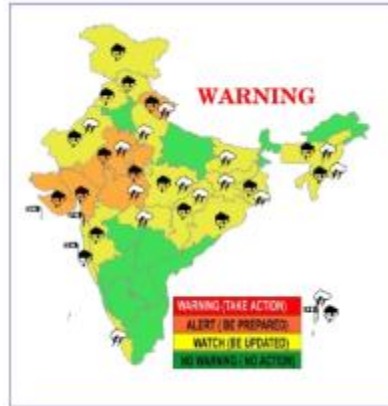 WARNING
WARNING (TAKE ACTION)
ALERT ( BE PREPARED)
WATCH (BE UPDATED)
NO WARNING ( NO ACTION)